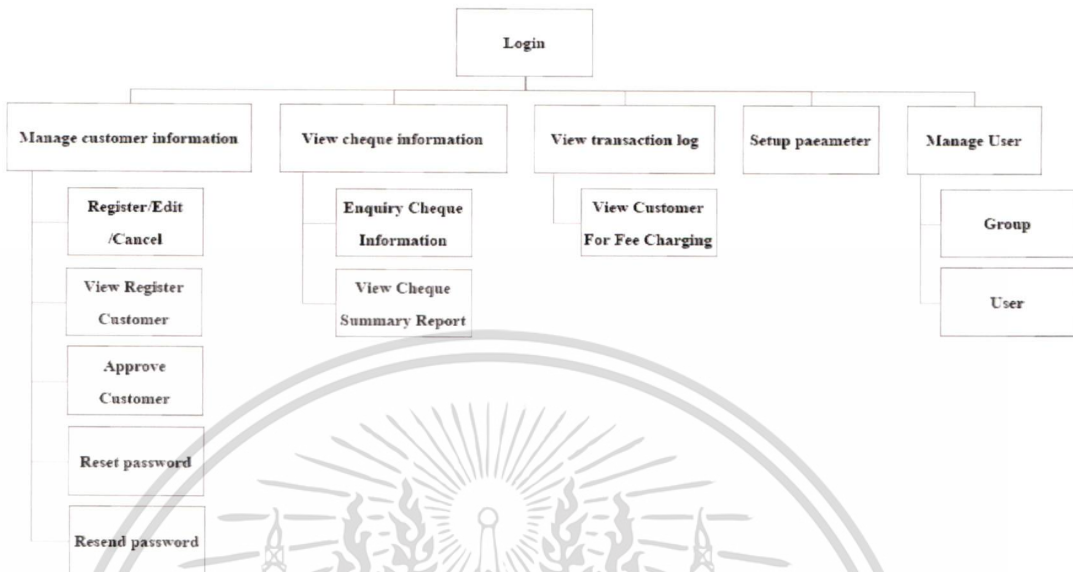 Login
Manage customer information
View cheque information
View transaction log
Setup paeameter
Manage User
Register/Edit
/Cancel
View Register
Customer
Approve
Customer
Reset password
Resend password
Enquiry Cheque
Information
View Cheque
Summary Report
View Customer
For Fee Charging
Group
User